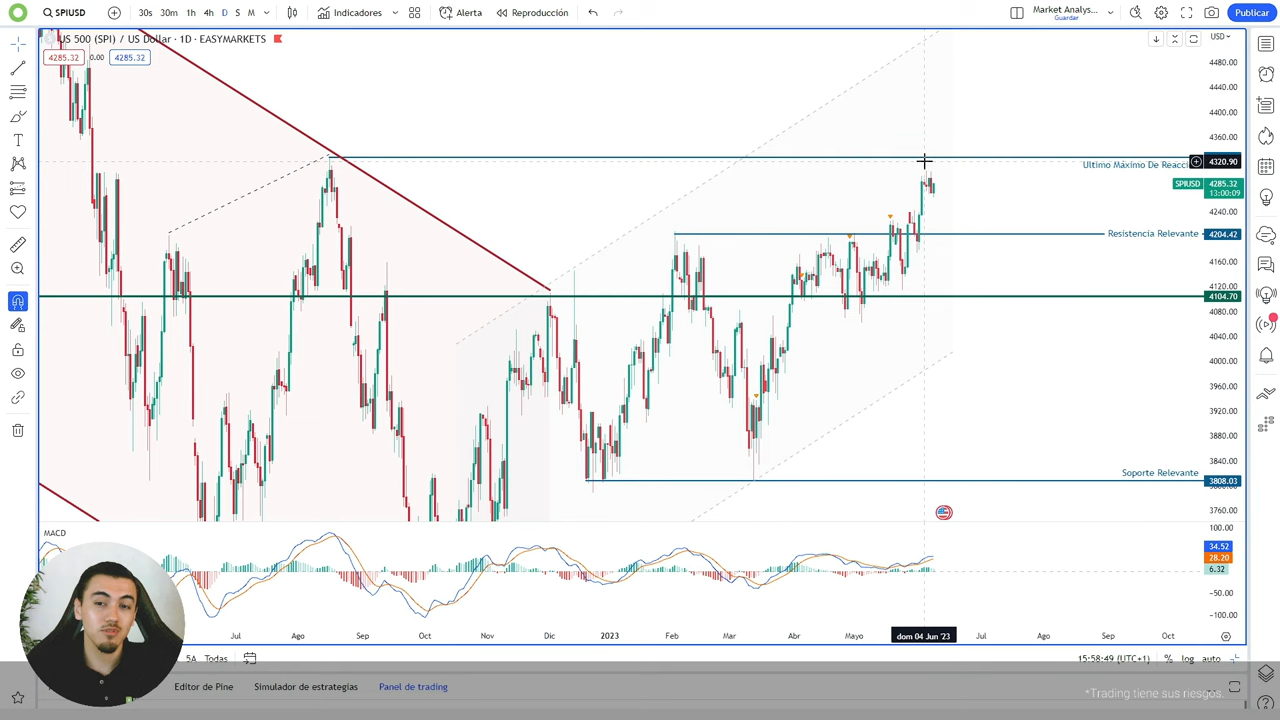 SPIUSD
30s 30m 1h 4h D S M
Indicadores
Alerta
Reproducción
Market Analys...
Guardar
Publicar
US 500 (SPI) / US Dollar · 1D · EASYMARKETS
4285.32 0.00 4285.32
USD
4480.00
4440.00
4400.00
4360.00
Ultimo Máximo De Reacci
4320.90
SPIUSD 4285.32
13:00:09
4240.00
Resistencia Relevante 4204.42
4160.00
4120.00
4104.70
4080.00
4040.00
4000.00
3960.00
3920.00
3880.00
3840.00
Soporte Relevante
3808.03
3760.00
MACD
100.00
34.52
28.20
6.32
−50.00
−100.00
Jul Ago Sep Oct Nov Dic 2023 Feb Mar Abr Mayo dom 04 Jun '23 Jul Ago Sep Oct
5A Todas
15:58:49 (UTC+1) % log auto
Editor de Pine Simulador de estrategias Panel de trading
*Trading tiene sus riesgos.